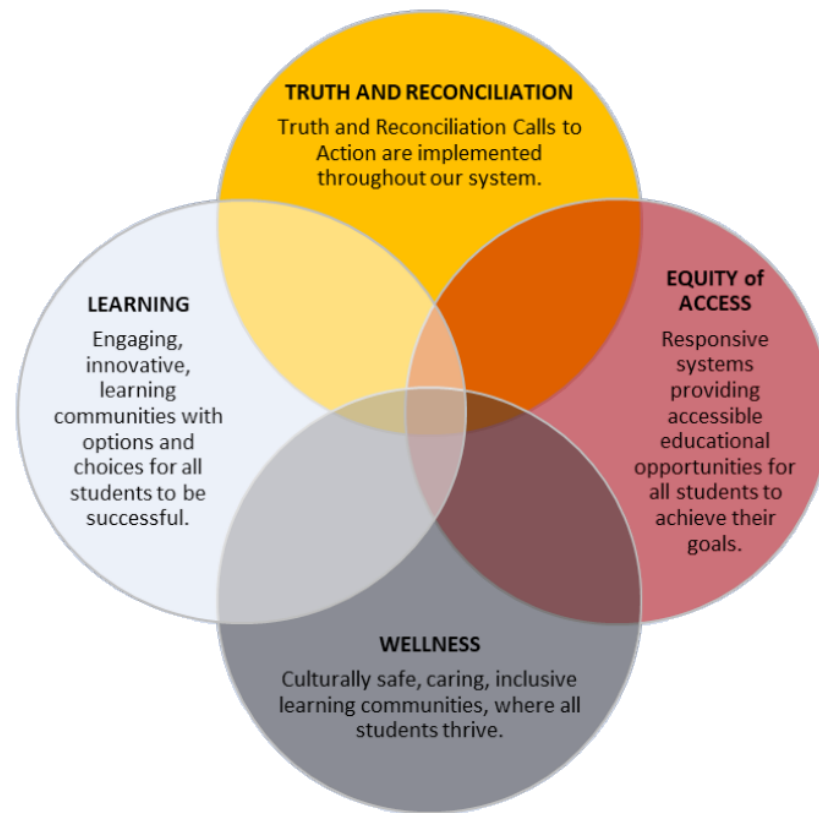 TRUTH AND RECONCILIATION
Truth and Reconciliation Calls to
Action are implemented
throughout our system.
LEARNING
Engaging,
innovative,
learning
communities with
options and
choices for all
students to be
successful.
EQUITY of
ACCESS
Responsive
systems
providing
accessible
educational
opportunities for
all students to
achieve their
goals.
WELLNESS
Culturally safe, caring, inclusive
learning communities, where all
students thrive.